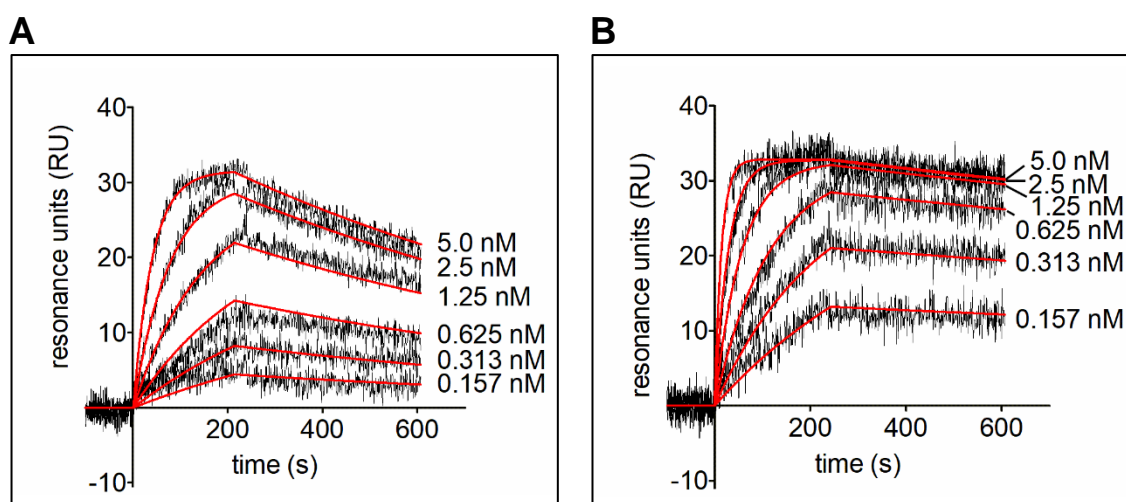 A
resonance units (RU)
40
30
20
10
-10
200
400
600
time (s)
5.0 nM
2.5 nM
1.25 nM
0.625 nM
0.313 nM
0.157 nM
B
resonance units (RU)
40
30
20
10
0
-10
200
400
600
time (s)
5.0 nM
2.5 nM
1.25 nM
0.625 nM
0.313 nM
0.157 nM